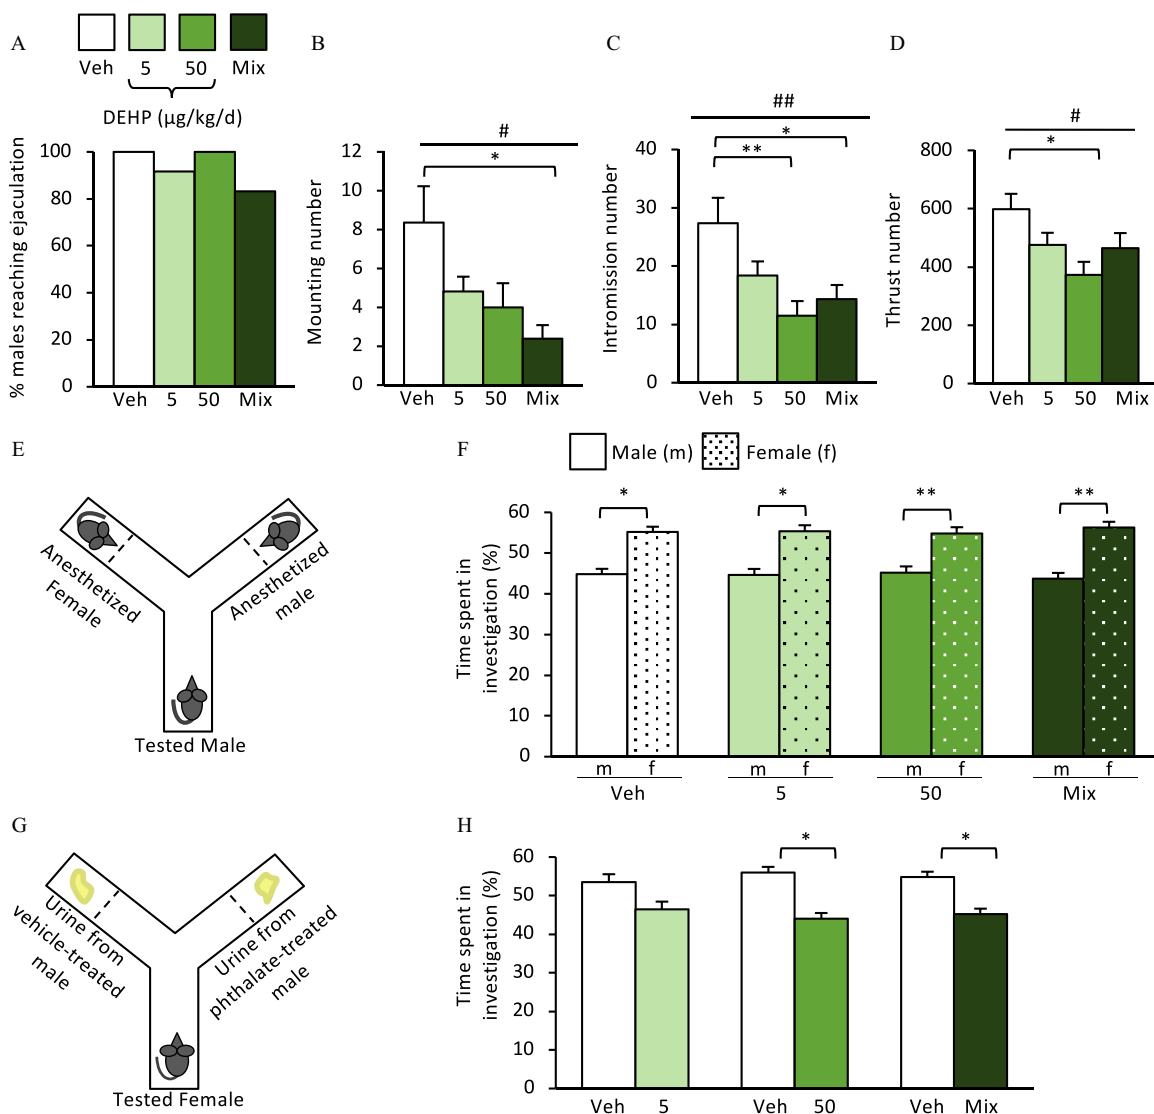 A
Veh 5 50 Mix
DEHP (µg/kg/d)
% males reaching ejaculation
100
80
60
40
20
0
Veh 5 50 Mix
B
#
*
Mounting number
12
10
8
6
4
2
0
Veh 5 50 Mix
C
##
*
**
Intromission number
40
30
20
10
0
Veh 5 50 Mix
D
#
*
Thrust number
800
600
400
200
0
Veh 5 50 Mix
E
Anesthetized
Female
Anesthetized
male
Tested Male
F
Male (m)
Female (f)
* * ** **
Time spent in
investigation (%)
60
50
40
30
20
10
0
m f m f m f m f
Veh 5 50 Mix
G
Urine from
vehicle-treated
male
Urine from
phthalate-treated
male
Tested Female
H
* *
Time spent in
investigation (%)
60
50
40
30
20
10
0
Veh 5 Veh 50 Veh Mix